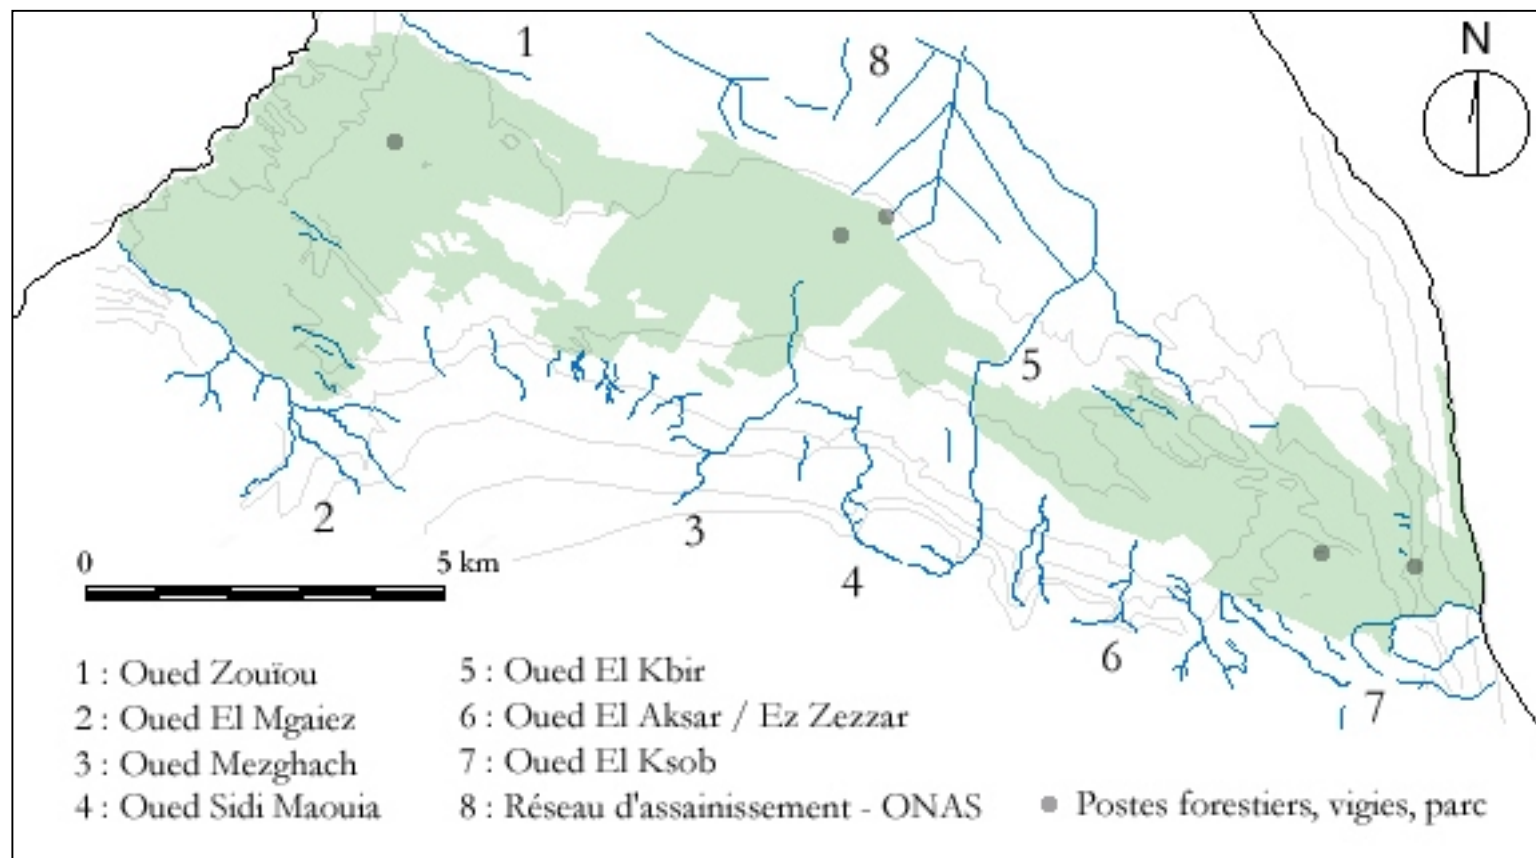 1
8
N
5
2
3
0
5 km
4
6
7
1 : Oued Zouïou
2 : Oued El Mgaiez
3 : Oued Mezghach
4 : Oued Sidi Maouia
5 : Oued El Kbir
6 : Oued El Aksar / Ez Zezzar
7 : Oued El Ksob
8 : Réseau d'assainissement - ONAS
Postes forestiers, vigies, parc